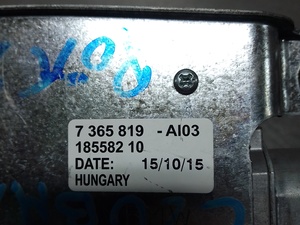 7 365 819 - AI03
185582 10
DATE: 15/10/15
HUNGARY